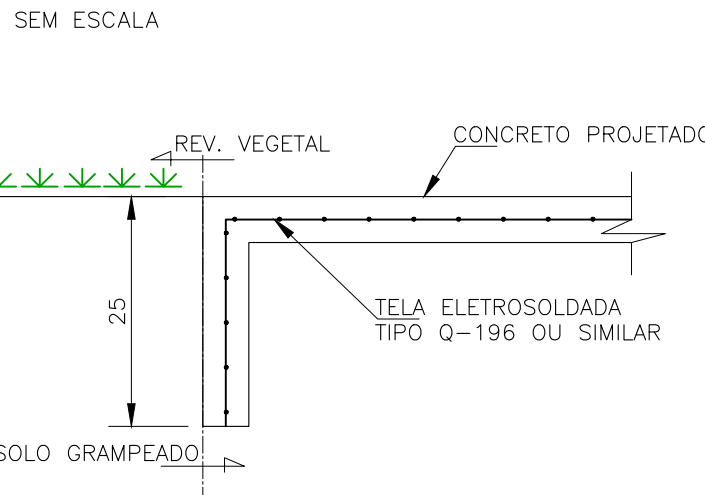 SEM ESCALA
REV. VEGETAL
CONCRETO PROJETADO
25
TELA ELETROSOLDADA
TIPO Q-196 OU SIMILAR
SOLO GRAMPEADO